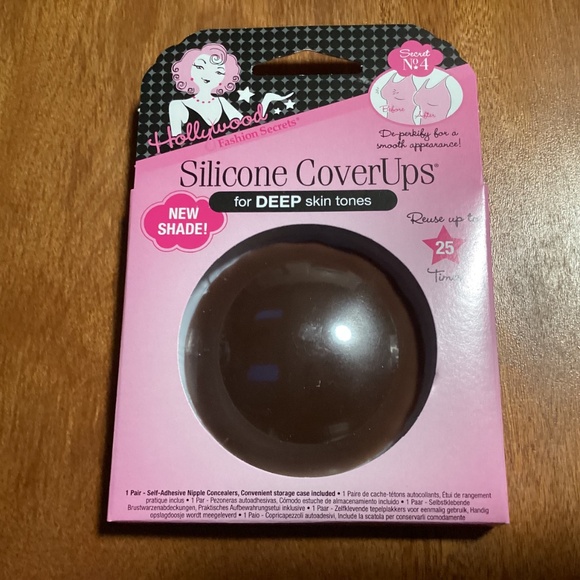 Secret
Nº4
Before
After
Hollywood
Fashion Secrets®
De-perkify for a
smooth appearance!
Silicone CoverUps®
for DEEP skin tones
NEW
SHADE!
Reuse up to
25
Times
1 Pair - Self-Adhesive Nipple Concealers, Convenient storage case included • 1 Paire de cache-tétons autocollants, Étui de rangement
pratique inclus • 1 Par - Pezoneras autoadhesivas, Cómodo estuche de almacenamiento incluido • 1 Paar - Selbstklebende
Brustwarzenabdeckungen, Praktisches Aufbewahrungsetui inklusive • 1 Paar - Zelfklevende tepelplakkers voor eenmalig gebruik, Handig
opslagdoosje wordt meegeleverd • 1 Paio - Copricapezzoli autoadesivi, Include la scatola per conservarli comodamente